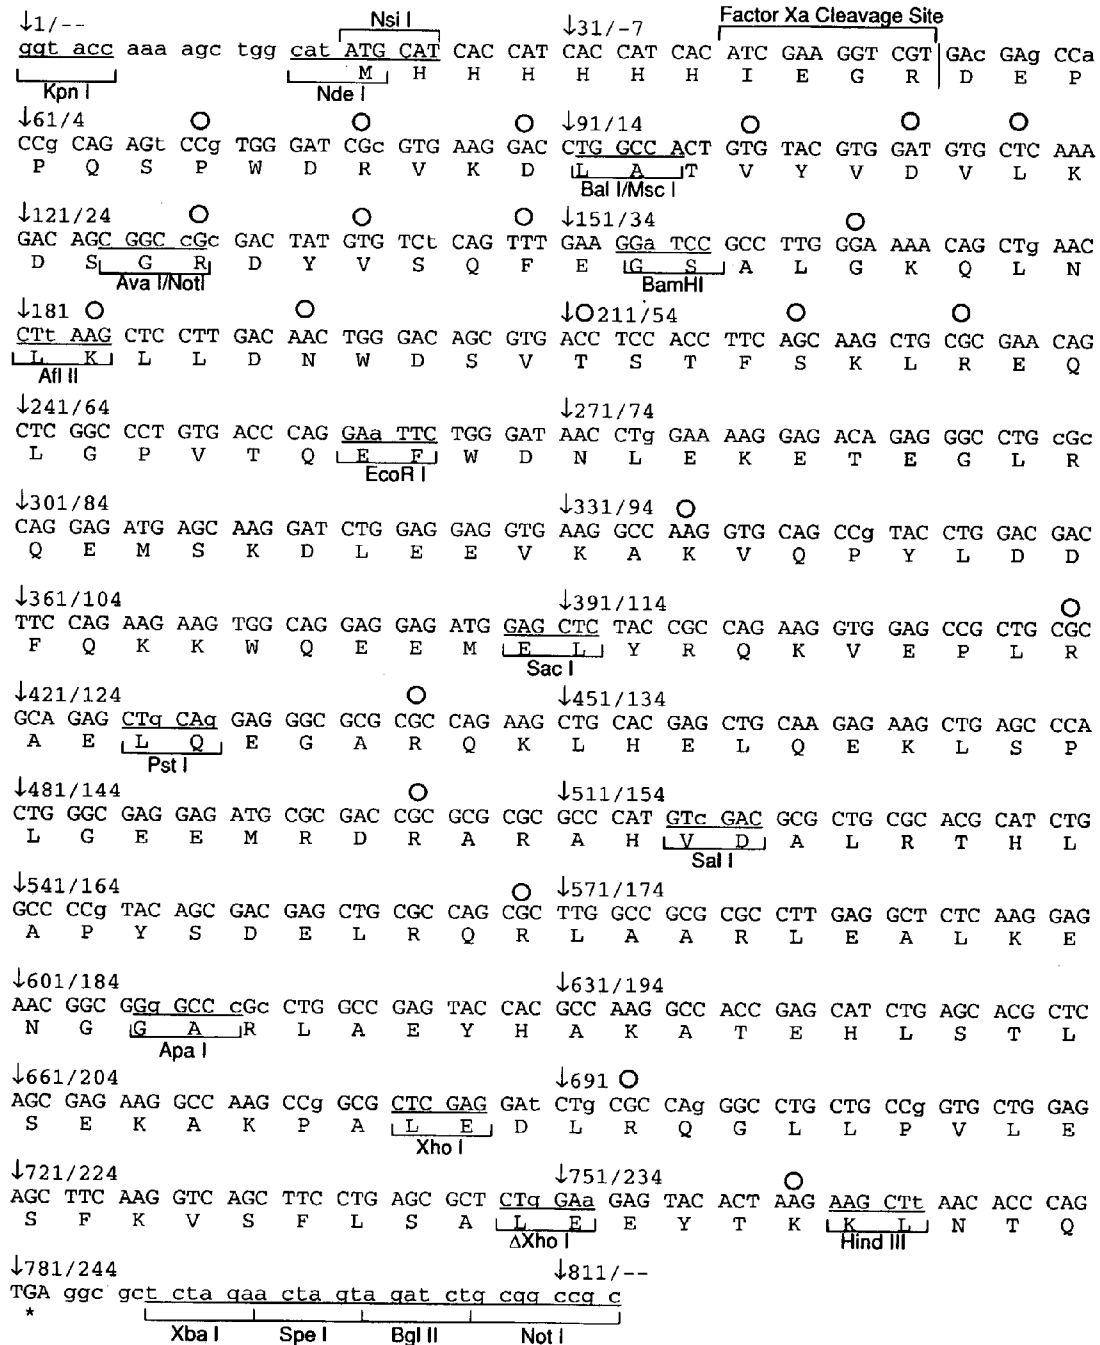 Nsi I Factor Xa Cleavage Site
↓1/-- ↓31/-7
ggt acc aaa agc tgg cat ATG CAT CAC CAT CAC CAT CAC ATC GAA GGT CGT GAc GAg CCa
M H H H H H H I E G R D E P
Kpn I Nde I
↓61/4 ↓91/14
CCg CAG AGt CCg TGG GAT CGc GTG AAG GAC CTG GCC ACT GTG TAC GTG GAT GTG CTC AAA
P Q S P W D R V K D L A T V Y V D V L K
Bal I/Msc I
↓121/24 ↓151/34
GAC AGC GGC cGc GAC TAT GTG TCt CAG TTT GAA GGa TCC GCC TTG GGA AAA CAG CTg AAC
D S G R D Y V S Q F E G S A L G K Q L N
Ava I/NotI BamHI
↓181 ↓211/54
CTt AAG CTC CTT GAC AAC TGG GAC AGC GTG ACC TCC ACC TTC AGC AAG CTG CGC GAA CAG
L K L L D N W D S V T S T F S K L R E Q
Afl II
↓241/64 ↓271/74
CTC GGC CCT GTG ACC CAG GAa TTC TGG GAT AAC CTg GAA AAG GAG ACA GAG GGC CTG cGc
L G P V T Q E F W D N L E K E T E G L R
EcoR I
↓301/84 ↓331/94
CAG GAG ATG AGC AAG GAT CTG GAG GAG GTG AAG GCC AAG GTG CAG CCg TAC CTG GAC GAC
Q E M S K D L E E V K A K V Q P Y L D D
↓361/104 ↓391/114
TTC CAG AAG AAG TGG CAG GAG GAG ATG GAG CTC TAC CGC CAG AAG GTG GAG CCG CTG CGC
F Q K K W Q E E M E L Y R Q K V E P L R
Sac I
↓421/124 ↓451/134
GCA GAG CTg CAg GAG GGC GCG CGC CAG AAG CTG CAC GAG CTG CAA GAG AAG CTG AGC CCA
A E L Q E G A R Q K L H E L Q E K L S P
Pst I
↓481/144 ↓511/154
CTG GGC GAG GAG ATG CGC GAC CGC GCG CGC GCC CAT GTc GAC GCG CTG CGC ACG CAT CTG
L G E E M R D R A R A H V D A L R T H L
Sal I
↓541/164 ↓571/174
GCC CCg TAC AGC GAC GAG CTG CGC CAG CGC TTG GCC GCG CGC CTT GAG GCT CTC AAG GAG
A P Y S D E L R Q R L A A R L E A L K E
↓601/184 ↓631/194
AAC GGC GGg GCC cGc CTG GCC GAG TAC CAC GCC AAG GCC ACC GAG CAT CTG AGC ACG CTC
N G G A R L A E Y H A K A T E H L S T L
Apa I
↓661/204 ↓691
AGC GAG AAG GCC AAG CCg GCG CTC GAG GAt CTg CGC CAg GGC CTG CTG CCg GTG CTG GAG
S E K A K P A L E D L R Q G L L P V L E
Xho I
↓721/224 ↓751/234
AGC TTC AAG GTC AGC TTC CTG AGC GCT CTg GAa GAG TAC ACT AAG AAG CTt AAC ACC CAG
S F K V S F L S A L E E Y T K K L N T Q
ΔXho I Hind III
↓781/244 ↓811/--
TGA ggc gct cta gaa cta gta gat ctg cgg ccg c
*
Xba I Spe I Bgl II Not I